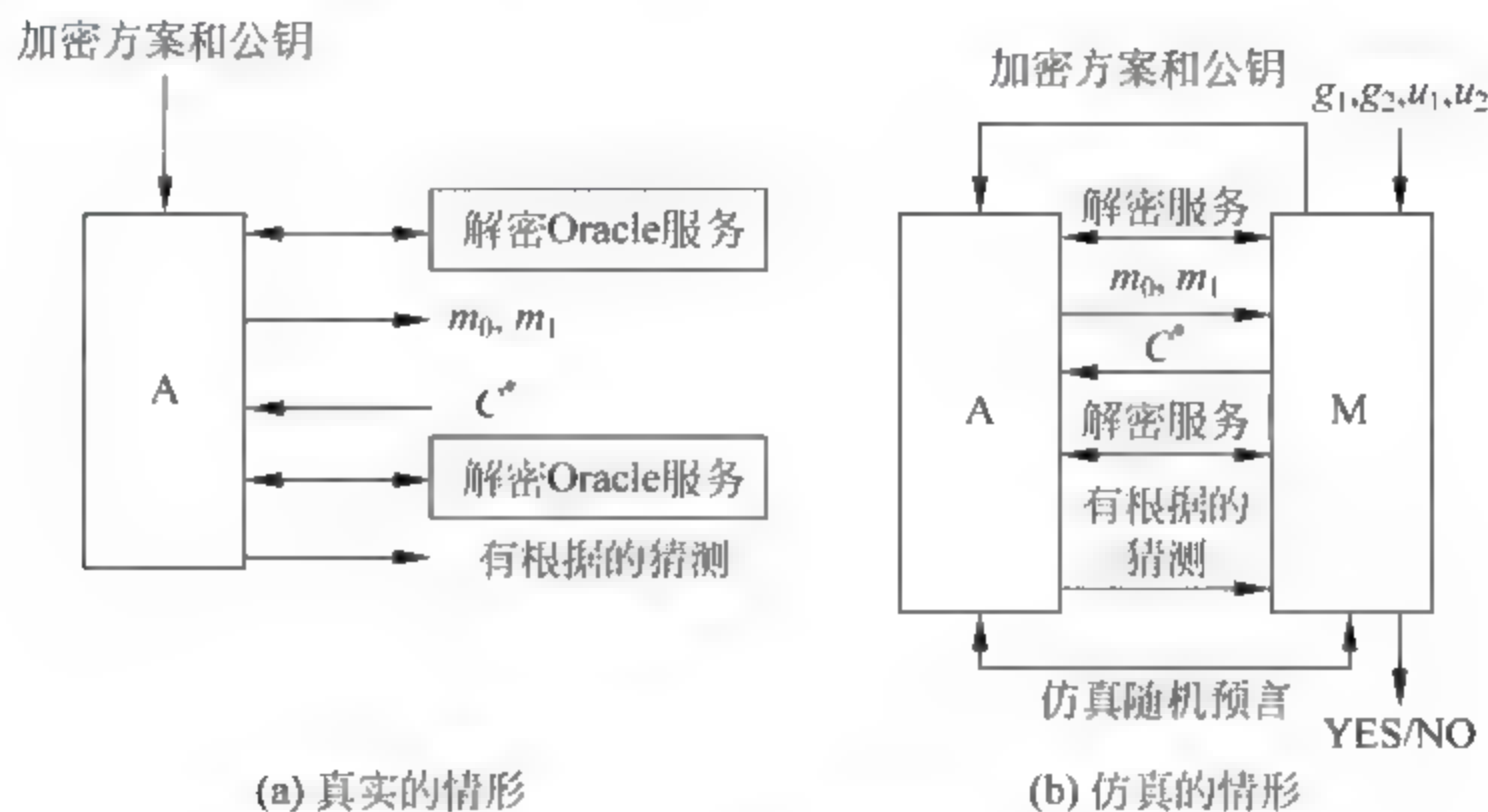 加密方案和公钥
A
解密Oracle服务
m₀, m₁
C*
解密Oracle服务
有根据的猜测
(a) 真实的情形
加密方案和公钥
g₁,g₂,u₁,u₂
解密服务
m₀, m₁
C*
A
M
解密服务
有根据的
猜测
仿真随机预言
YES/NO
(b) 仿真的情形